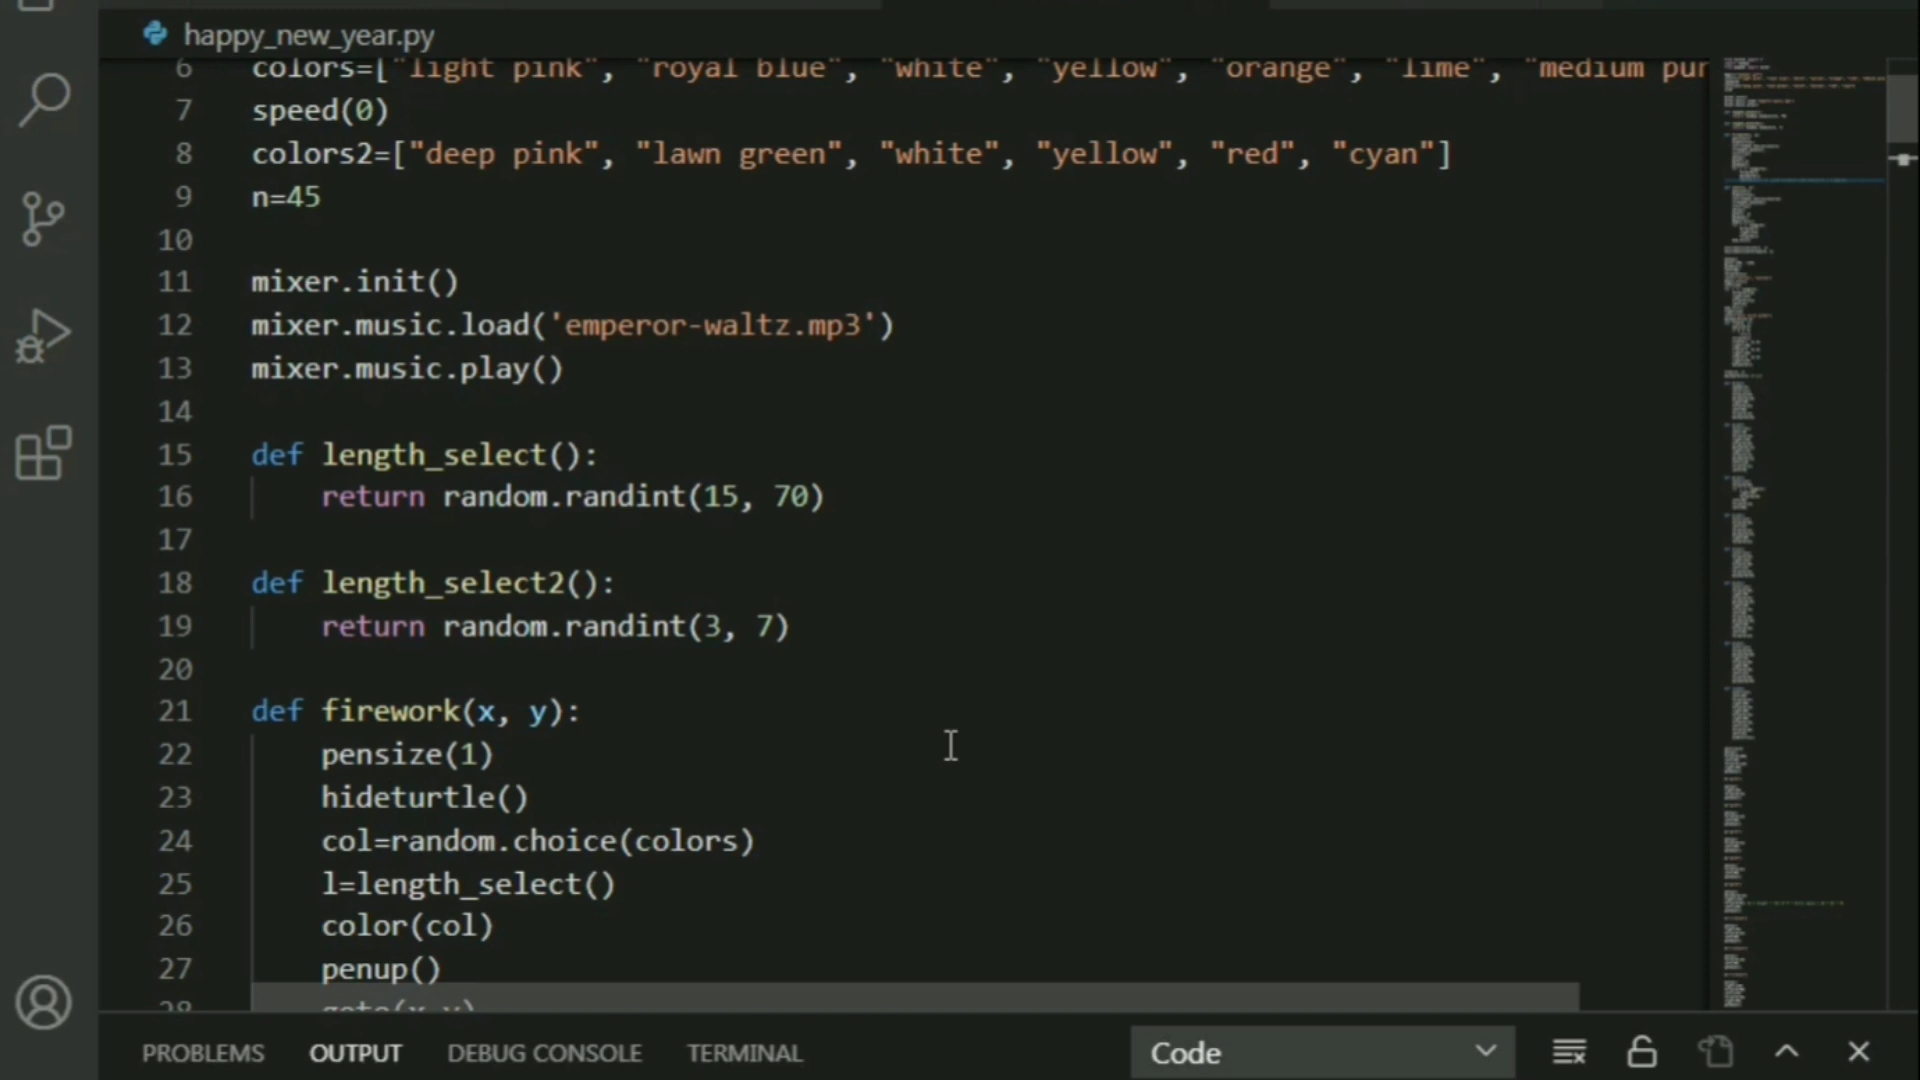 happy_new_year.py
6 colors=["light pink", "royal blue", "white", "yellow", "orange", "lime", "medium pur
7 speed(0)
8 colors2=["deep pink", "lawn green", "white", "yellow", "red", "cyan"]
9 n=45
10
11 mixer.init()
12 mixer.music.load('emperor-waltz.mp3')
13 mixer.music.play()
14
15 def length_select():
16 return random.randint(15, 70)
17
18 def length_select2():
19 return random.randint(3, 7)
20
21 def firework(x, y):
22 pensize(1)
23 hideturtle()
24 col=random.choice(colors)
25 l=length_select()
26 color(col)
27 penup()
28 goto(x,y)
PROBLEMS OUTPUT DEBUG CONSOLE TERMINAL Code